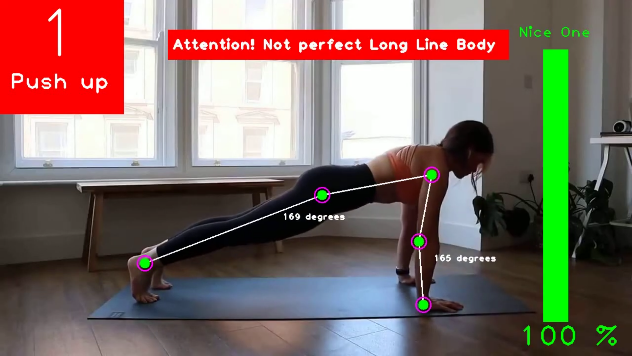 1
Push up
Attention! Not perfect Long Line Body
Nice One
169 degrees
165 degrees
100 %